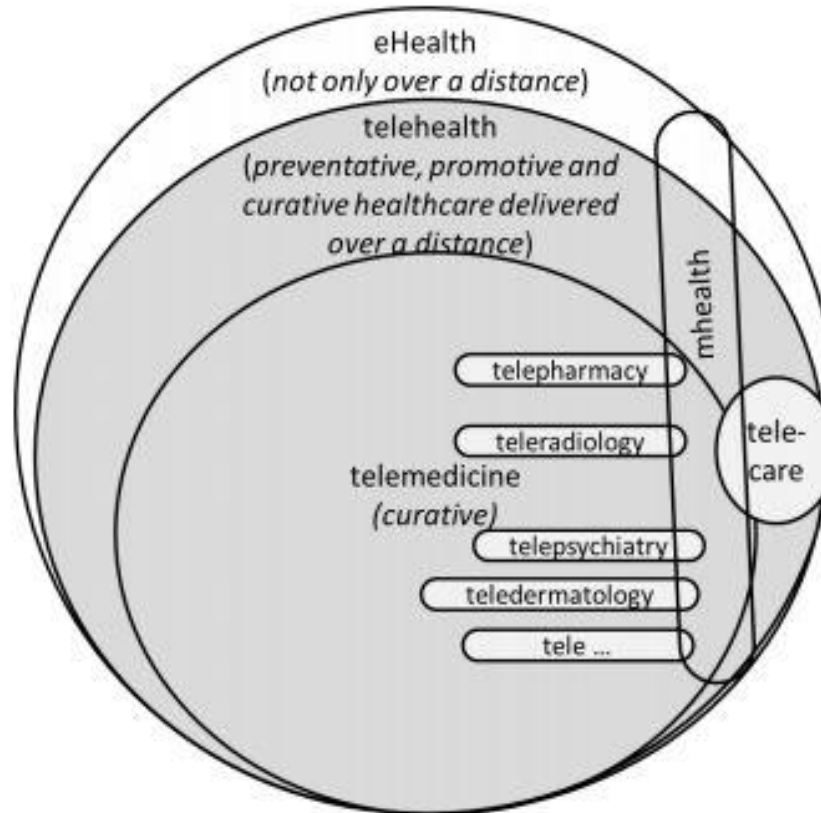 eHealth
(not only over a distance)
telehealth
(preventative, promotive and
curative healthcare delivered
over a distance)
mhealth
telepharmacy
teleradiology
tele-
care
telemedicine
(curative)
telepsychiatry
teledermatology
tele ...